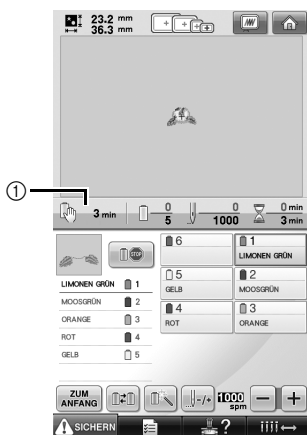 23.2 mm
36.3 mm
1
3 min
0
5
0
1000
0 min
3 min
STOP
LIMONEN GRÜN 1
MOOSGRÜN 2
ORANGE 3
ROT 4
GELB 5
6
1
LIMONEN GRÜN
5
GELB
2
MOOSGRÜN
4
ROT
3
ORANGE
ZUM
ANFANG
-/+
1000
spm
− +
SICHERN
?